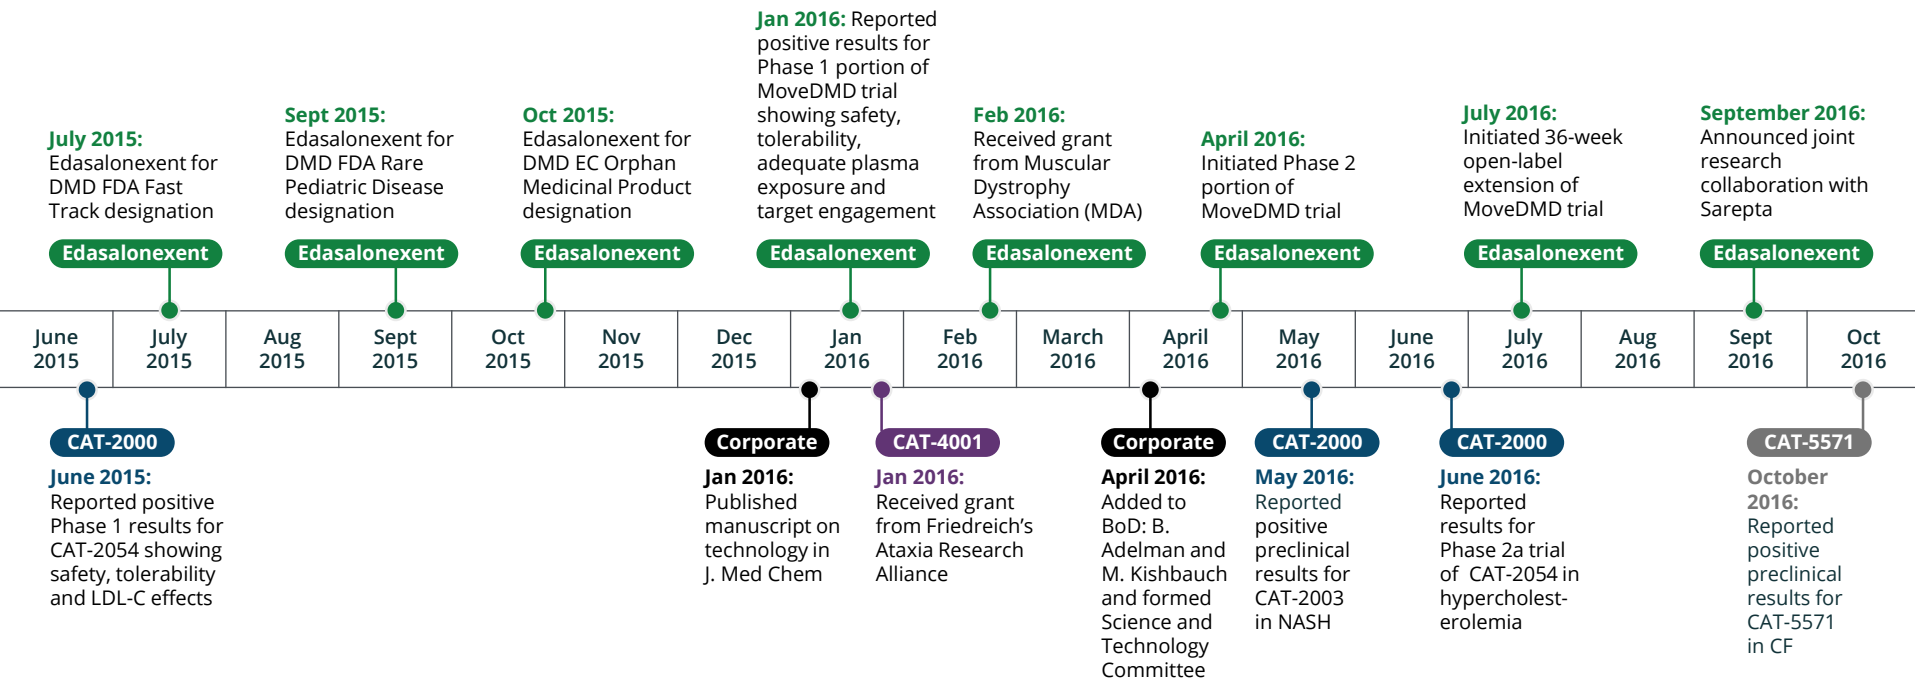 July 2015:
Edasalonexent for
DMD FDA Fast
Track designation
Edasalonexent
Sept 2015:
Edasalonexent for
DMD FDA Rare
Pediatric Disease
designation
Edasalonexent
Oct 2015:
Edasalonexent for
DMD EC Orphan
Medicinal Product
designation
Edasalonexent
Jan 2016: Reported
positive results for
Phase 1 portion of
MoveDMD trial
showing safety,
tolerability,
adequate plasma
exposure and
target engagement
Edasalonexent
Feb 2016:
Received grant
from Muscular
Dystrophy
Association (MDA)
Edasalonexent
April 2016:
Initiated Phase 2
portion of
MoveDMD trial
Edasalonexent
July 2016:
Initiated 36-week
open-label
extension of
MoveDMD trial
Edasalonexent
September 2016:
Announced joint
research
collaboration with
Sarepta
Edasalonexent
June
2015
July
2015
Aug
2015
Sept
2015
Oct
2015
Nov
2015
Dec
2015
Jan
2016
Feb
2016
March
2016
April
2016
May
2016
June
2016
July
2016
Aug
2016
Sept
2016
Oct
2016
CAT-2000
June 2015:
Reported positive
Phase 1 results for
CAT-2054 showing
safety, tolerability
and LDL-C effects
Corporate
Jan 2016:
Published
manuscript on
technology in
J. Med Chem
CAT-4001
Jan 2016:
Received grant
from Friedreich’s
Ataxia Research
Alliance
Corporate
April 2016:
Added to
BoD: B.
Adelman and
M. Kishbauch
and formed
Science and
Technology
Committee
CAT-2000
May 2016:
Reported
positive
preclinical
results for
CAT-2003
in NASH
CAT-2000
June 2016:
Reported
results for
Phase 2a trial
of CAT-2054 in
hypercholest-
erolemia
CAT-5571
October
2016:
Reported
positive
preclinical
results for
CAT-5571
in CF